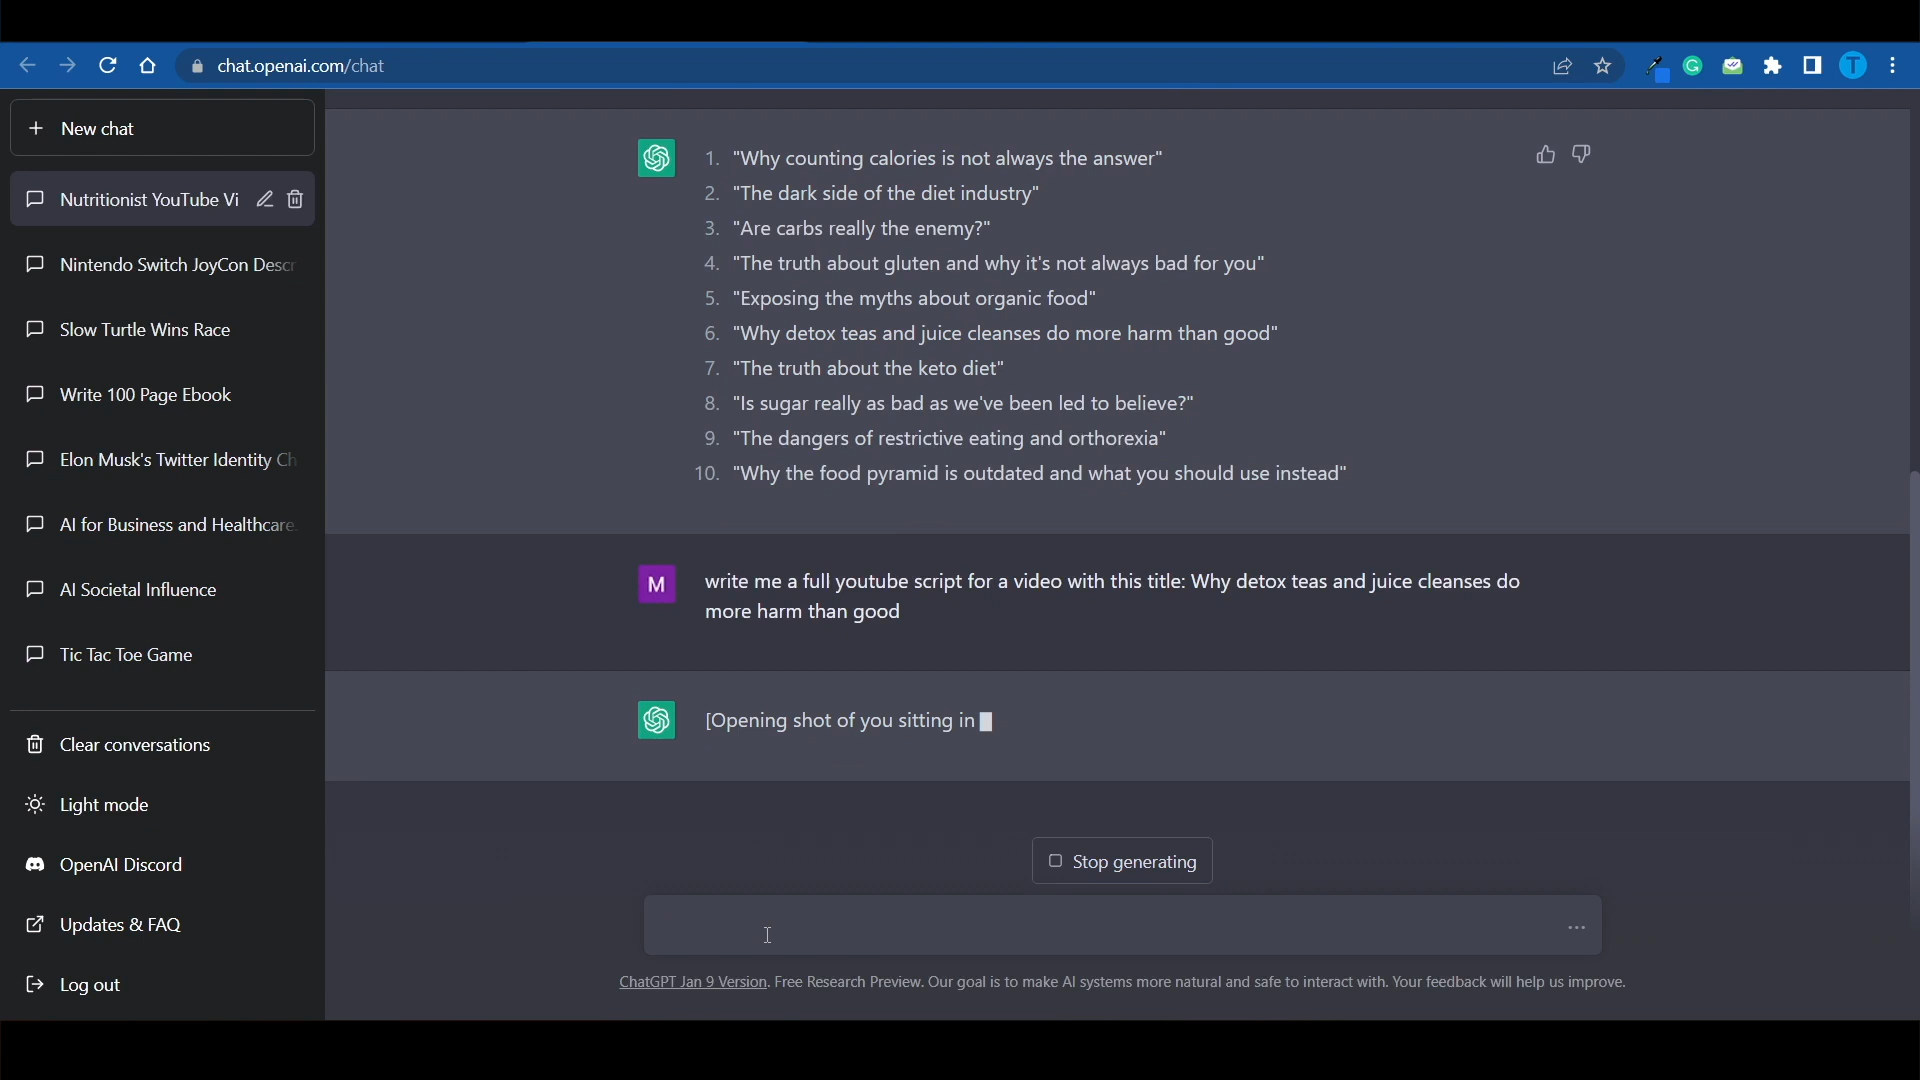 chat.openai.com/chat
T
New chat
Nutritionist YouTube Vi
Nintendo Switch JoyCon Descr
Slow Turtle Wins Race
Write 100 Page Ebook
Elon Musk's Twitter Identity Ch
AI for Business and Healthcare.
AI Societal Influence
Tic Tac Toe Game
Clear conversations
Light mode
OpenAI Discord
Updates & FAQ
Log out
1. "Why counting calories is not always the answer"
2. "The dark side of the diet industry"
3. "Are carbs really the enemy?"
4. "The truth about gluten and why it's not always bad for you"
5. "Exposing the myths about organic food"
6. "Why detox teas and juice cleanses do more harm than good"
7. "The truth about the keto diet"
8. "Is sugar really as bad as we've been led to believe?"
9. "The dangers of restrictive eating and orthorexia"
10. "Why the food pyramid is outdated and what you should use instead"
M
write me a full youtube script for a video with this title: Why detox teas and juice cleanses do
more harm than good
[Opening shot of you sitting in
Stop generating
ChatGPT Jan 9 Version. Free Research Preview. Our goal is to make AI systems more natural and safe to interact with. Your feedback will help us improve.